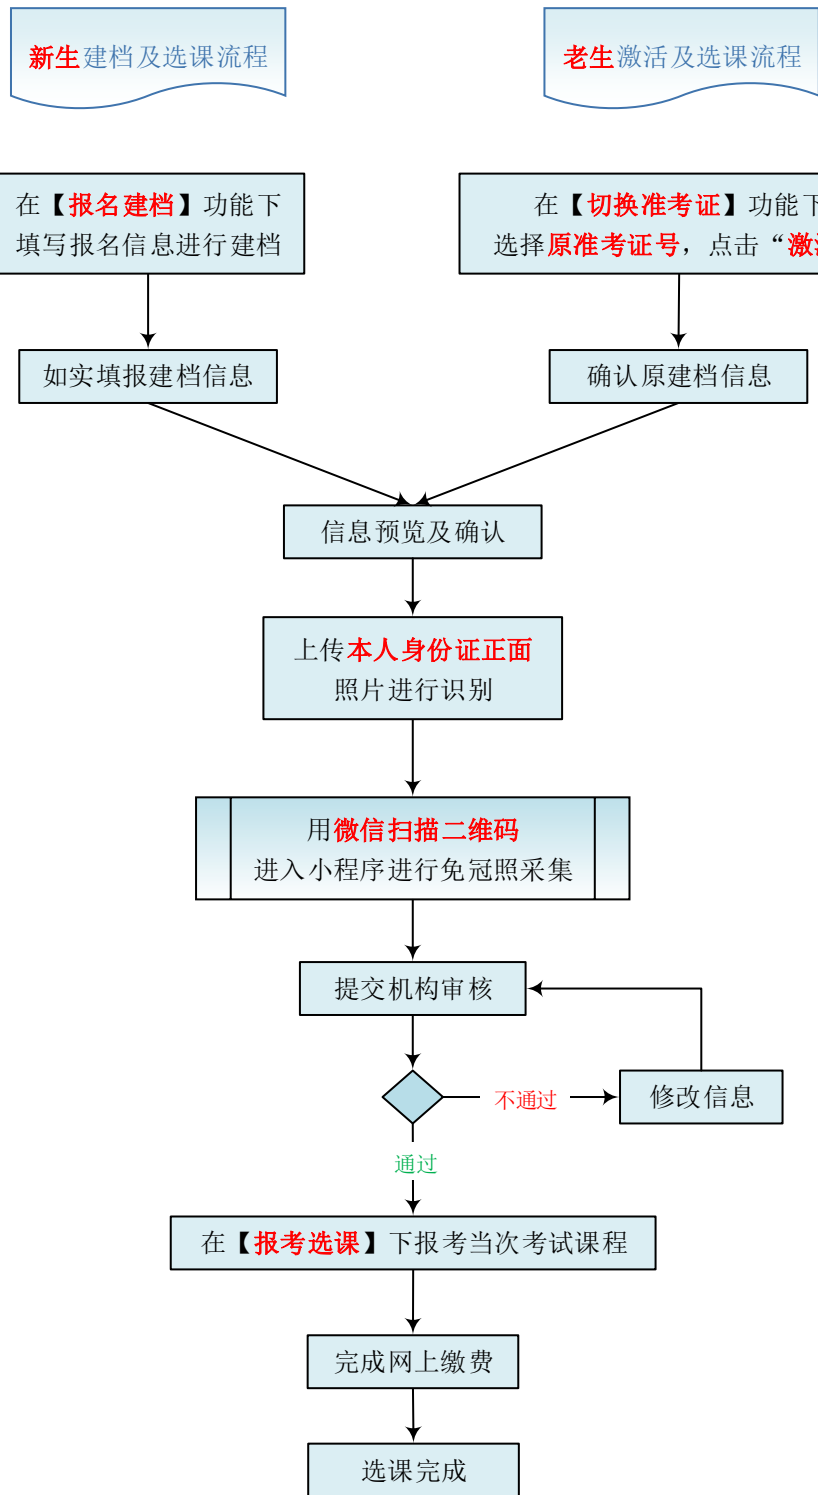 新生建档及选课流程
老生激活及选课流程
在【报名建档】功能下
填写报名信息进行建档
在【切换准考证】功能下
选择原准考证号，点击“激
如实填报建档信息
确认原建档信息
信息预览及确认
上传本人身份证正面
照片进行识别
用微信扫描二维码
进入小程序进行免冠照采集
提交机构审核
不通过
修改信息
通过
在【报考选课】下报考当次考试课程
完成网上缴费
选课完成